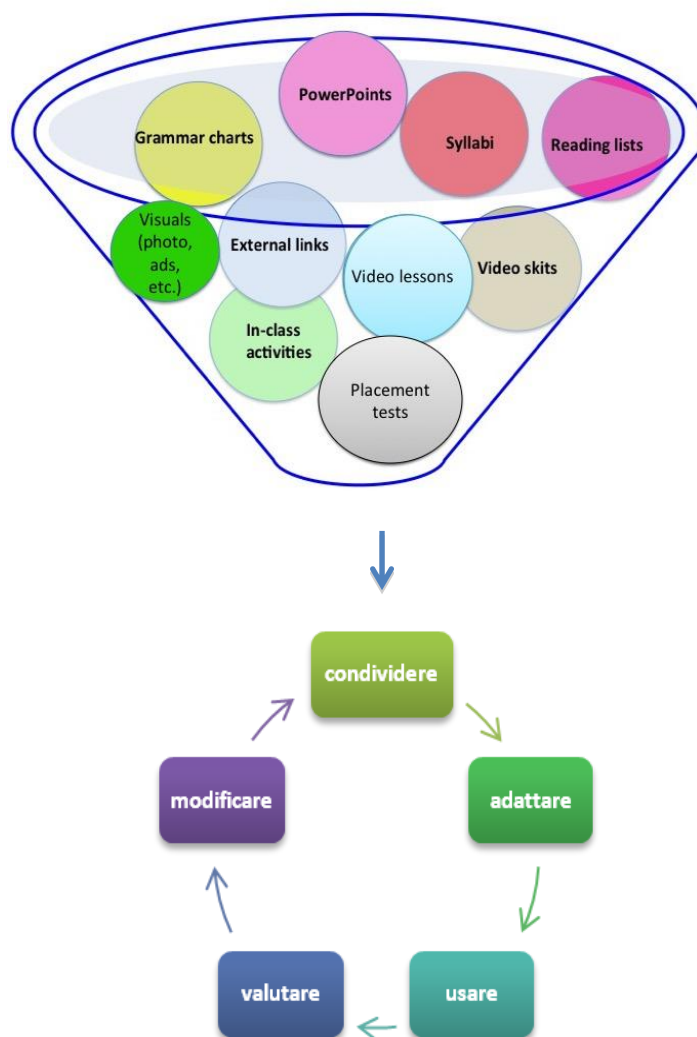 PowerPoints
Grammar charts
Syllabi
Reading lists
Visuals
(photo,
ads,
etc.)
External links
Video lessons
Video skits
In-class
activities
Placement
tests
condividere
adattare
usare
valutare
modificare